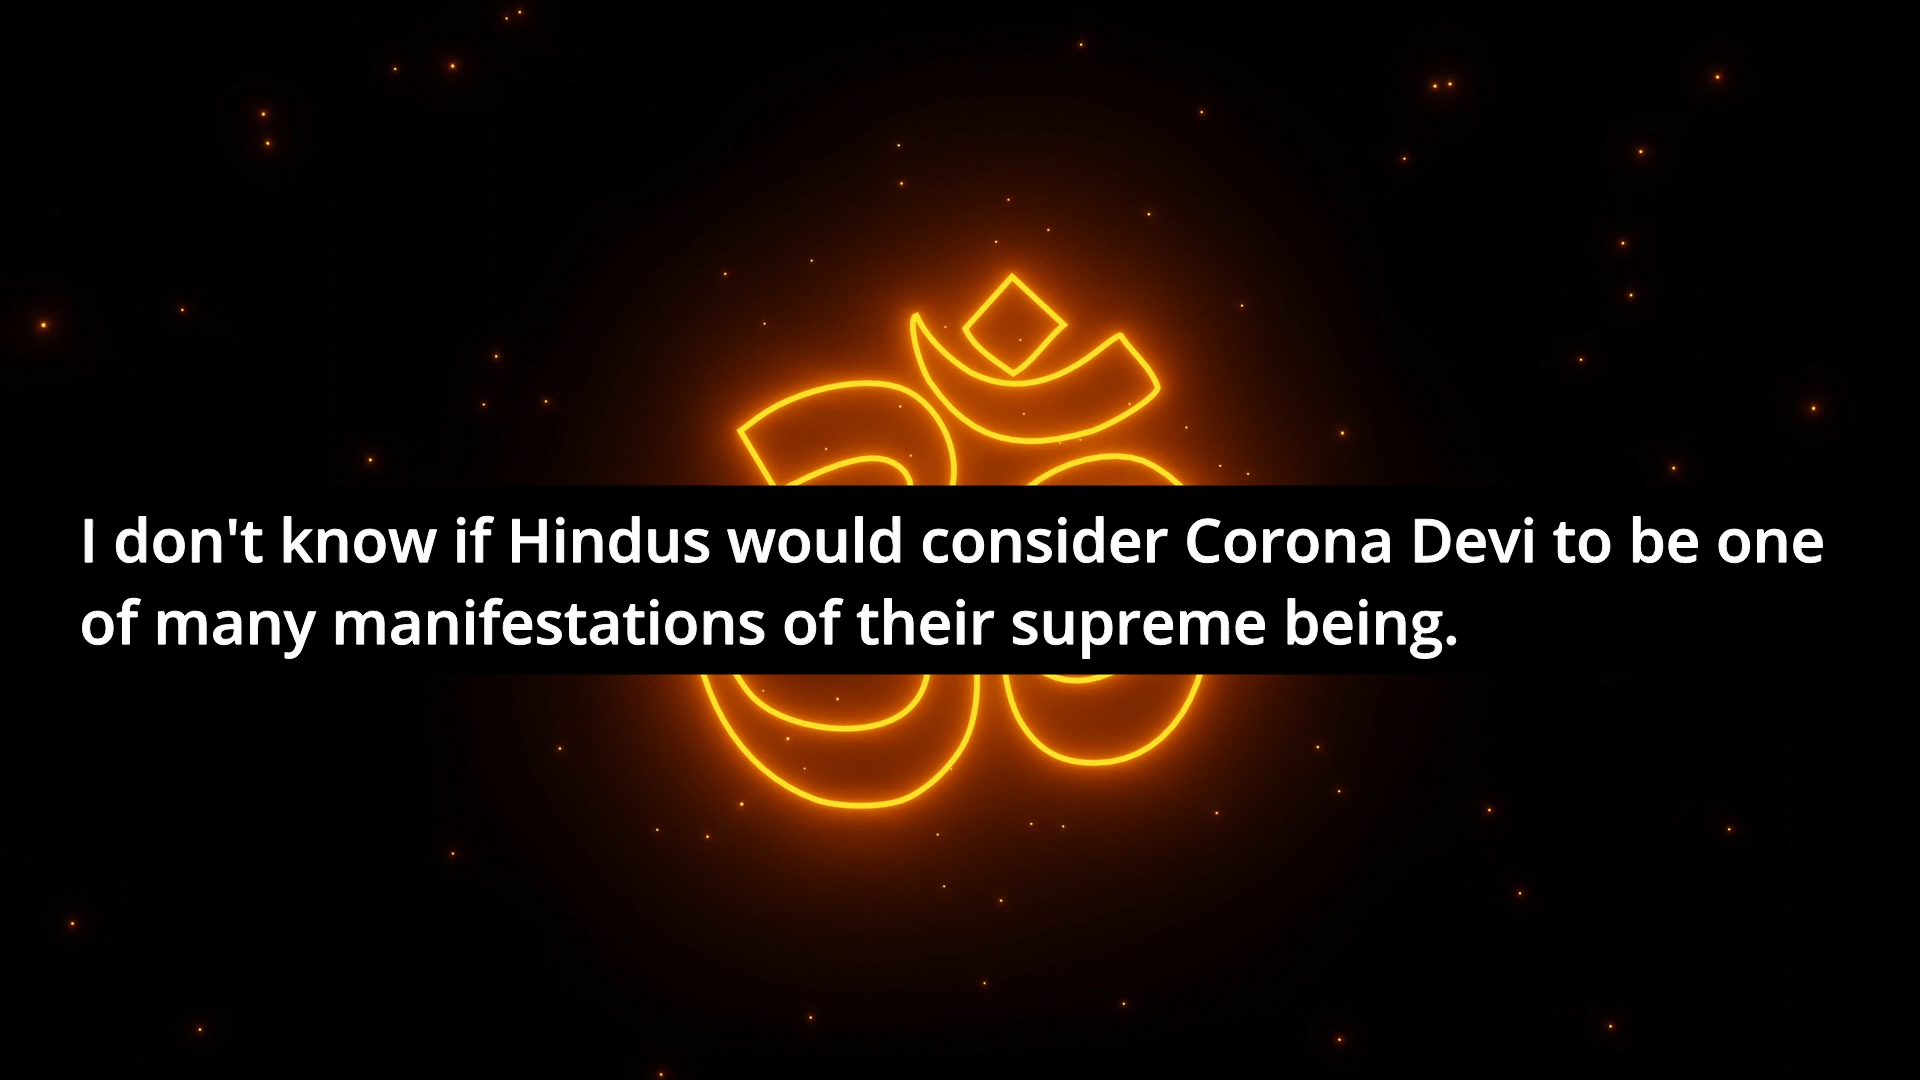 I don't know if Hindus would consider Corona Devi to be one
of many manifestations of their supreme being.